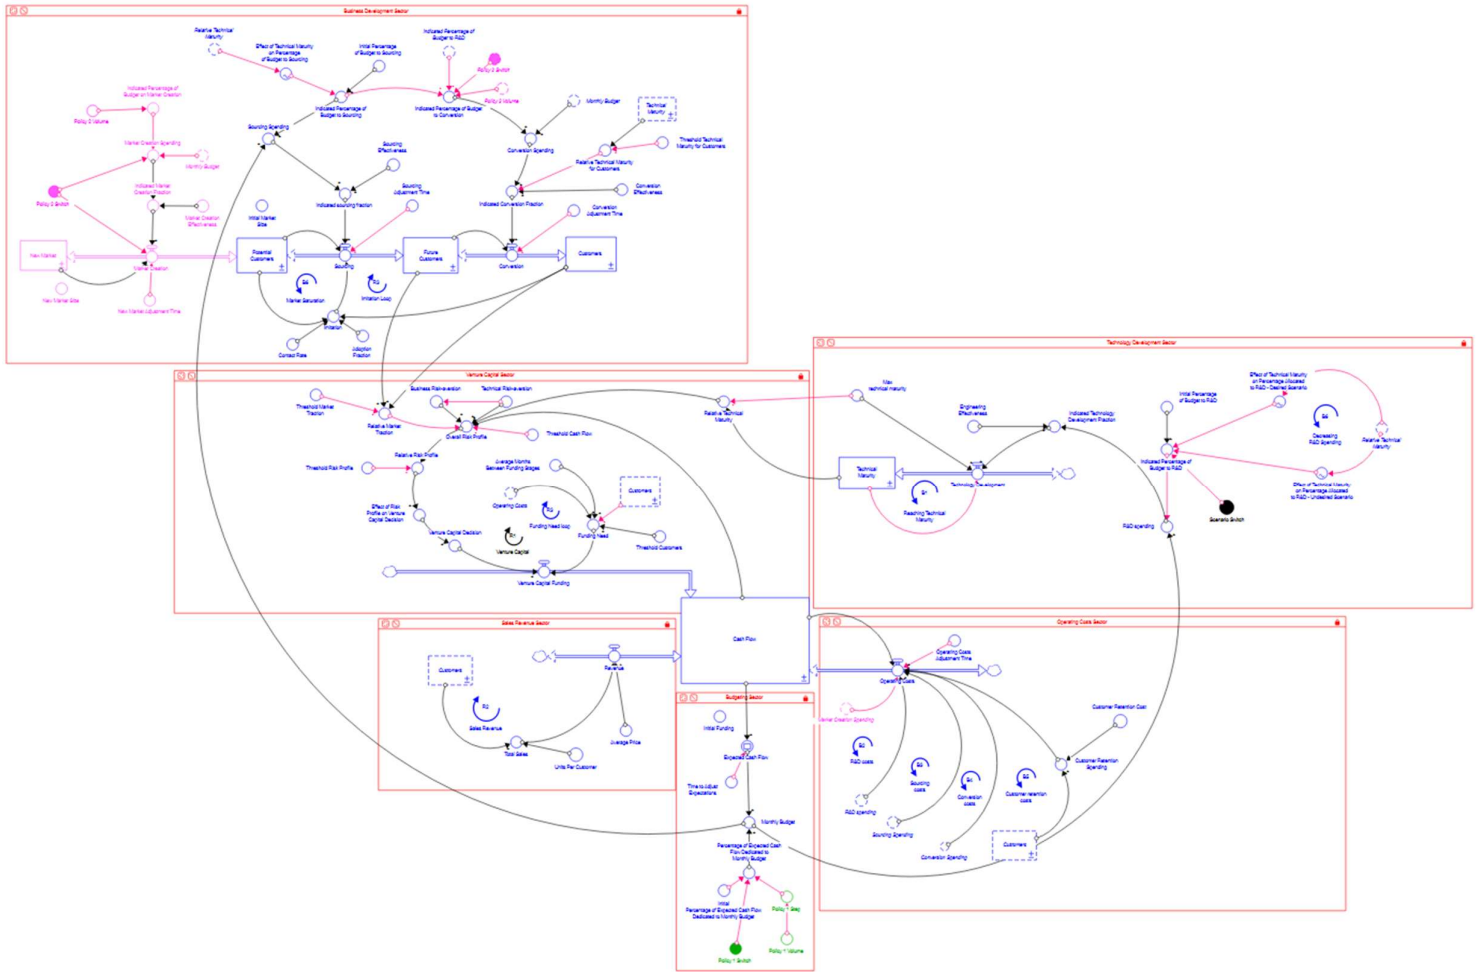 Business Development Sector
Relative Technical
Maturity
Effect of Technical Maturity
on Percentage
of Budget to Sourcing
Initial Percentage
of Budget to Sourcing
Indicated Percentage of
Budget to R&D
Policy 2 Switch
Policy 2 Volume
Indicated Percentage of
Budget to Sourcing
Indicated Percentage of Budget
to Conversion
Monthly Budget
Technical
Maturity
Indicated Percentage of
Budget on Market Creation
Market Creation Spending
Monthly Budget
Indicated Market
Creation Fraction
Market Creation
Effectiveness
New Market
Market Creation
New Market Size
New Market Adjustment Time
Sourcing Spending
Sourcing
Effectiveness
Sourcing
Adjustment Time
Indicated sourcing fraction
Initial Market
Size
Conversion Spending
Relative Technical Maturity
for Customers
Threshold Technical
Maturity for Customers
Conversion
Effectiveness
Indicated Conversion Fraction
Conversion
Adjustment Time
Potential
Customers
Sourcing
Future
Customers
Conversion
Customers
Market Saturation
Imitation Loop
Imitation
Contact Rate
Adoption
Fraction
Venture Capital Sector
Threshold Market
Traction
Business Risk-aversion
Technical Risk-aversion
Relative Market
Traction
Overall Risk Profile
Threshold Cash Flow
Relative Technical
Maturity
Relative Risk Profile
Threshold Risk Profile
Average Months
Between Funding Stages
Operating Costs
Customers
Effect of Risk
Profile on Venture
Capital Decision
Funding Need loop
Funding Need
Venture Capital Decision
R1
Venture Capital
Threshold Customers
Venture Capital Funding
Technology Development Sector
Max
technical maturity
Engineering
Effectiveness
Indicated Technology
Development Fraction
Technical
Maturity
Technology Development
B1
Reaching Technical
Maturity
Initial Percentage
of Budget to R&D
Effect of Technical Maturity
on Percentage Allocated
to R&D - Desired Scenario
Decreasing
R&D Spending
Relative Technical
Maturity
Indicated Percentage of
Budget to R&D
Effect of Technical Maturity
on Percentage Allocated
to R&D - Undesired Scenario
R&D spending
Scenario Switch
Cash Flow
Sales Revenue Sector
Customers
Revenue
R2
Sales Revenue
Total Sales
Average Price
Units Per Customer
Budgeting Sector
Initial Funding
Expected Cash Flow
Time to Adjust
Expectations
Monthly Budget
Percentage of Expected Cash
Flow Dedicated to
Monthly Budget
Initial
Percentage of Expected Cash Flow
Dedicated to Monthly Budget
Policy 1 Step
Policy 1 Switch
Policy 1 Volume
Operating Costs Sector
Operating Costs
Adjustment Time
Operating Costs
Market Creation Spending
Customer Retention Cost
R&D costs
Sourcing
costs
Conversion
costs
Customer retention
costs
Customer Retention
Spending
R&D spending
Sourcing Spending
Conversion Spending
Customers